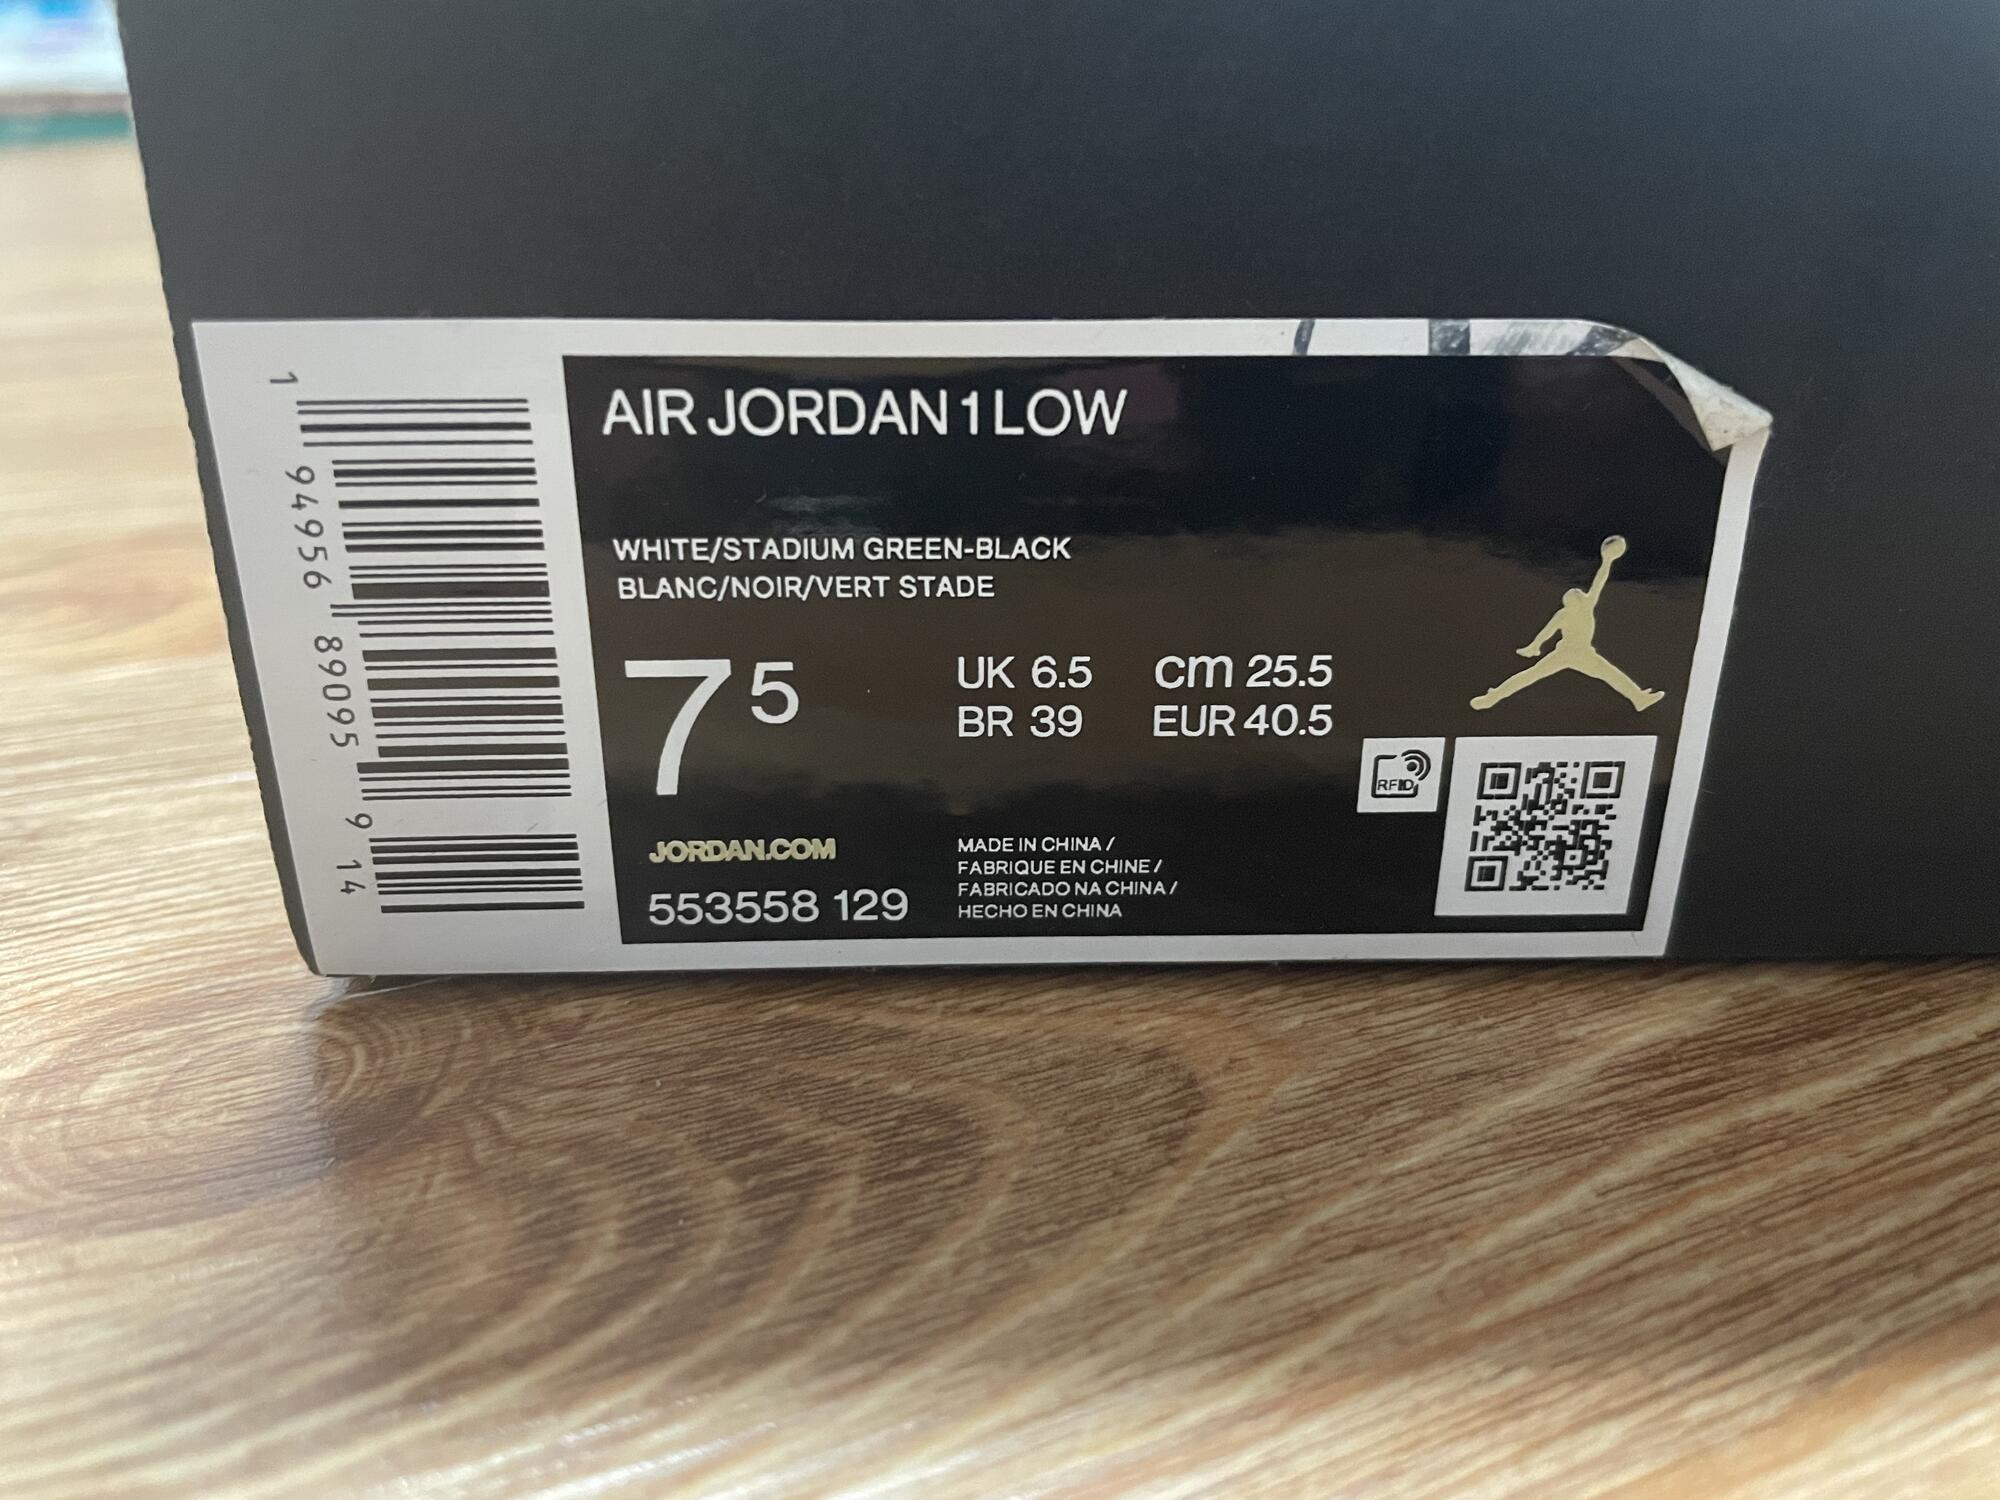 AIR JORDAN 1 LOW
WHITE/STADIUM GREEN-BLACK
BLANC/NOIR/VERT STADE
7 5
UK 6.5 cm 25.5
BR 39 EUR 40.5
RFID
JORDAN.COM
553558 129
MADE IN CHINA /
FABRIQUE EN CHINE /
FABRICADO NA CHINA /
HECHO EN CHINA
1 94956 89095 9 14